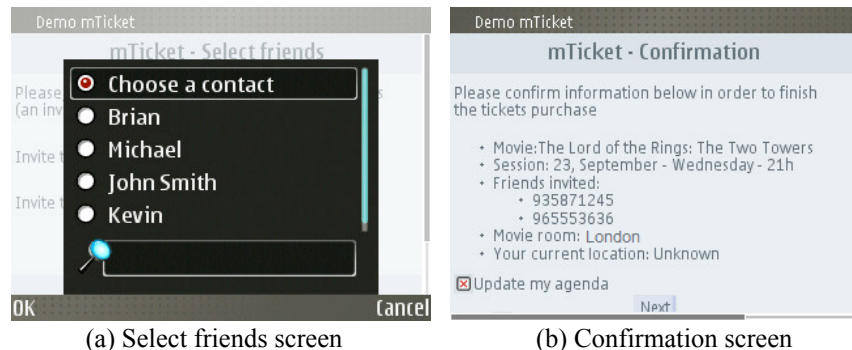 Demo mTicket
mTicket - Select friends
Please,
(an inv
Invite t
Invite t
Choose a contact
Brian
Michael
John Smith
Kevin
OK
Cancel
(a) Select friends screen
Demo mTicket
mTicket - Confirmation
Please confirm information below in order to finish
the tickets purchase
Movie:The Lord of the Rings: The Two Towers
Session: 23, September - Wednesday - 21h
Friends invited:
935871245
965553636
Movie room: London
Your current location: Unknown
Update my agenda
Next
(b) Confirmation screen